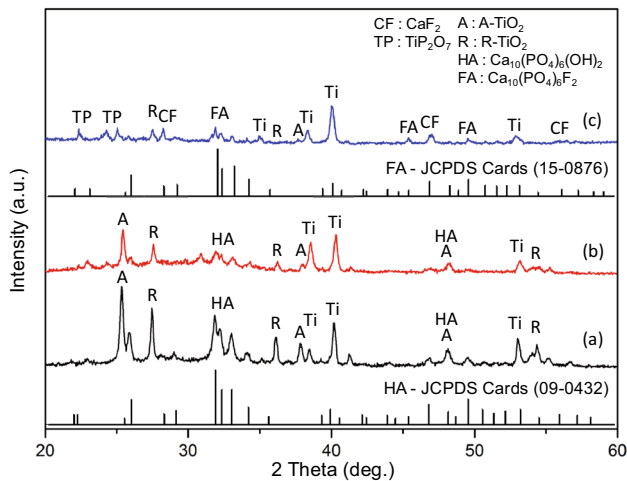 CF : CaF2 A : A-TiO2
TP : TiP2O7 R : R-TiO2
HA : Ca10(PO4)6(OH)2
FA : Ca10(PO4)6F2
TP TP R CF FA Ti R A Ti Ti FA CF FA Ti CF
(c)
FA - JCPDS Cards (15-0876)
A R HA R A Ti Ti HA A Ti R
(b)
A R HA R A Ti Ti HA A Ti R
(a)
HA - JCPDS Cards (09-0432)
20 30 40 50 60
2 Theta (deg.)
Intensity (a.u.)